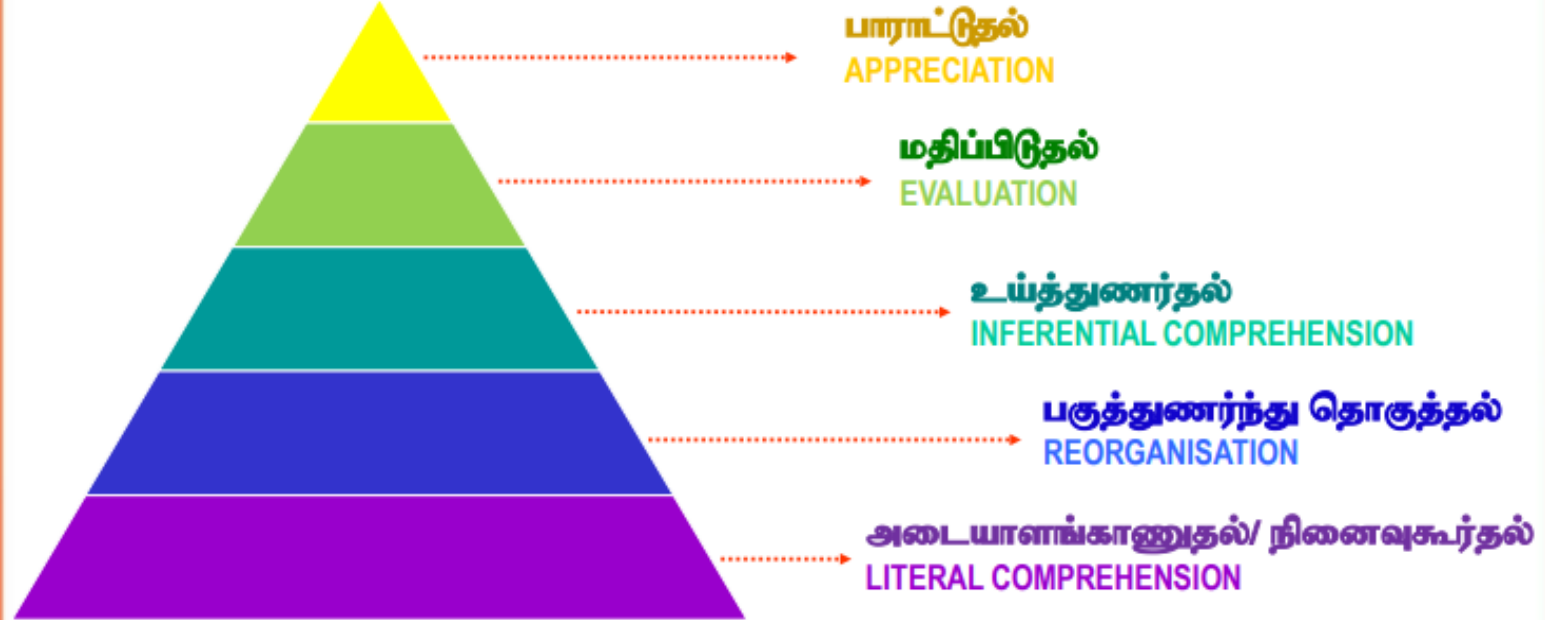 பாராட்டுதல்
APPRECIATION
மதிப்பிடுதல்
EVALUATION
உய்த்துணர்தல்
INFERENTIAL COMPREHENSION
பகுத்துணர்ந்து தொகுத்தல்
REORGANISATION
அடையாளங்காணுதல்/ நினைவுகூர்தல்
LITERAL COMPREHENSION